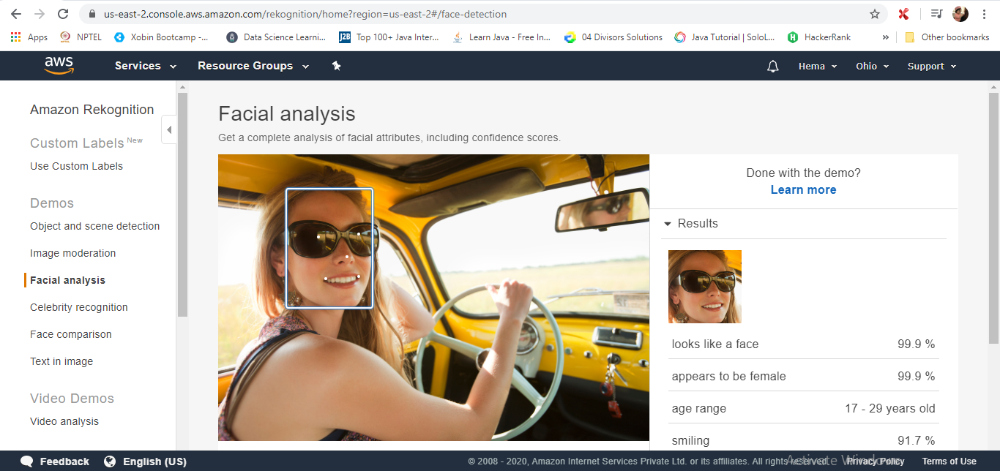 us-east-2.console.aws.amazon.com/rekognition/home?region=us-east-2#/face-detection
Apps NPTEL Xobin Bootcamp -... Data Science Learni... J2B Top 100+ Java Inter... Learn Java - Free In... 04 Divisors Solutions Java Tutorial | SoloL... H HackerRank » Other bookmarks
aws Services Resource Groups Hema Ohio Support
Amazon Rekognition
Custom Labels New
Use Custom Labels
Demos
Object and scene detection
Image moderation
Facial analysis
Celebrity recognition
Face comparison
Text in image
Video Demos
Video analysis
Facial analysis
Get a complete analysis of facial attributes, including confidence scores.
Done with the demo?
Learn more
Results
looks like a face 99.9 %
appears to be female 99.9 %
age range 17 - 29 years old
smiling 91.7 %
Activate Windows
Feedback English (US) © 2008 - 2020, Amazon Internet Services Private Ltd. or its affiliates. All rights reserved. Privacy Policy Terms of Use